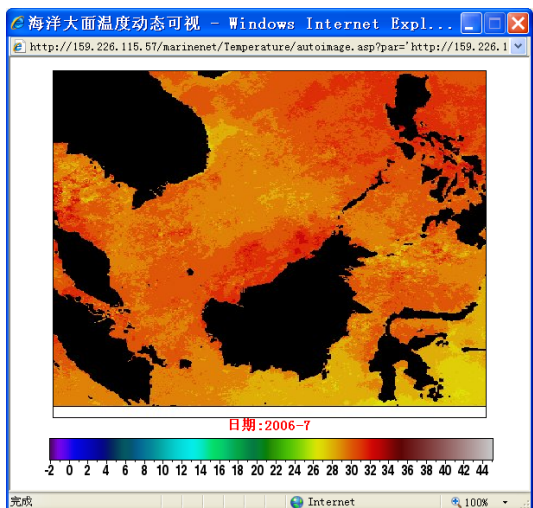 海洋大面温度动态可视 - Windows Internet Expl...
http://159.226.115.57/marinenet/Temperature/autoimage.asp?par='http://159.226.1
日期:2006-7
-2 0 2 4 6 8 10 12 14 16 18 20 22 24 26 28 30 32 34 36 38 40 42 44
完成 Internet 100%